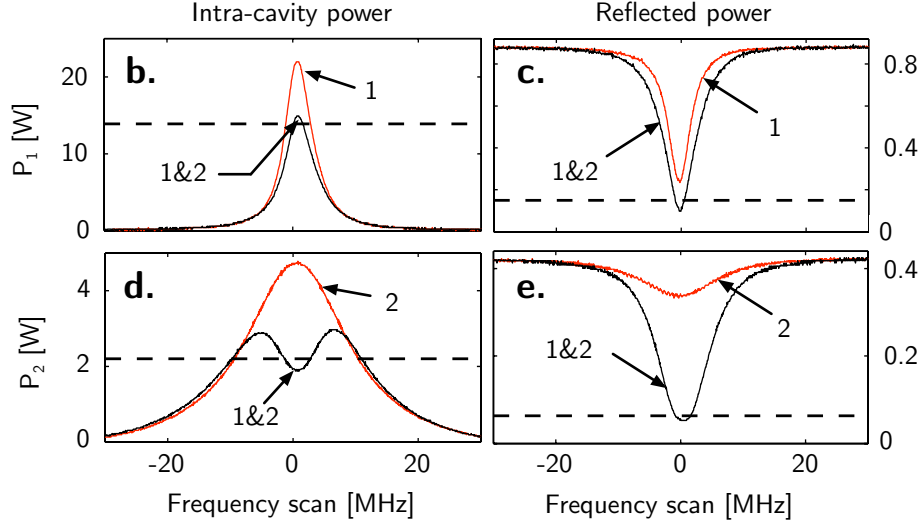 Intra-cavity power
Reflected power
b.
c.
P1 [W]
20
10
0
1
1&2
0.8
0.4
0
1
1&2
d.
e.
P2 [W]
4
2
0
2
1&2
0.4
0.2
0
2
1&2
-20 0 20
-20 0 20
Frequency scan [MHz]
Frequency scan [MHz]